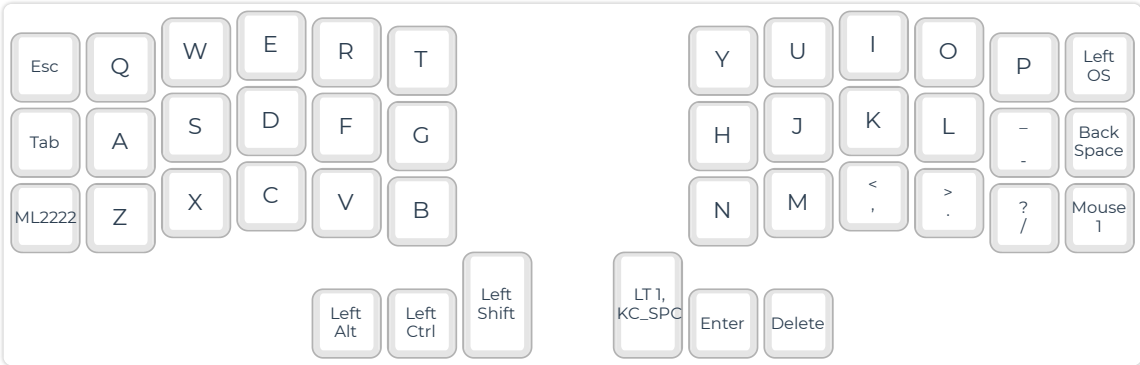 Esc
Q
W
E
R
T
Y
U
I
O
P
Left
OS
Tab
A
S
D
F
G
H
J
K
L
_
-
Back
Space
ML2222
Z
X
C
V
B
N
M
<
,
>
.
?
/
Mouse
1
Left
Alt
Left
Ctrl
Left
Shift
LT 1,
KC_SPC
Enter
Delete